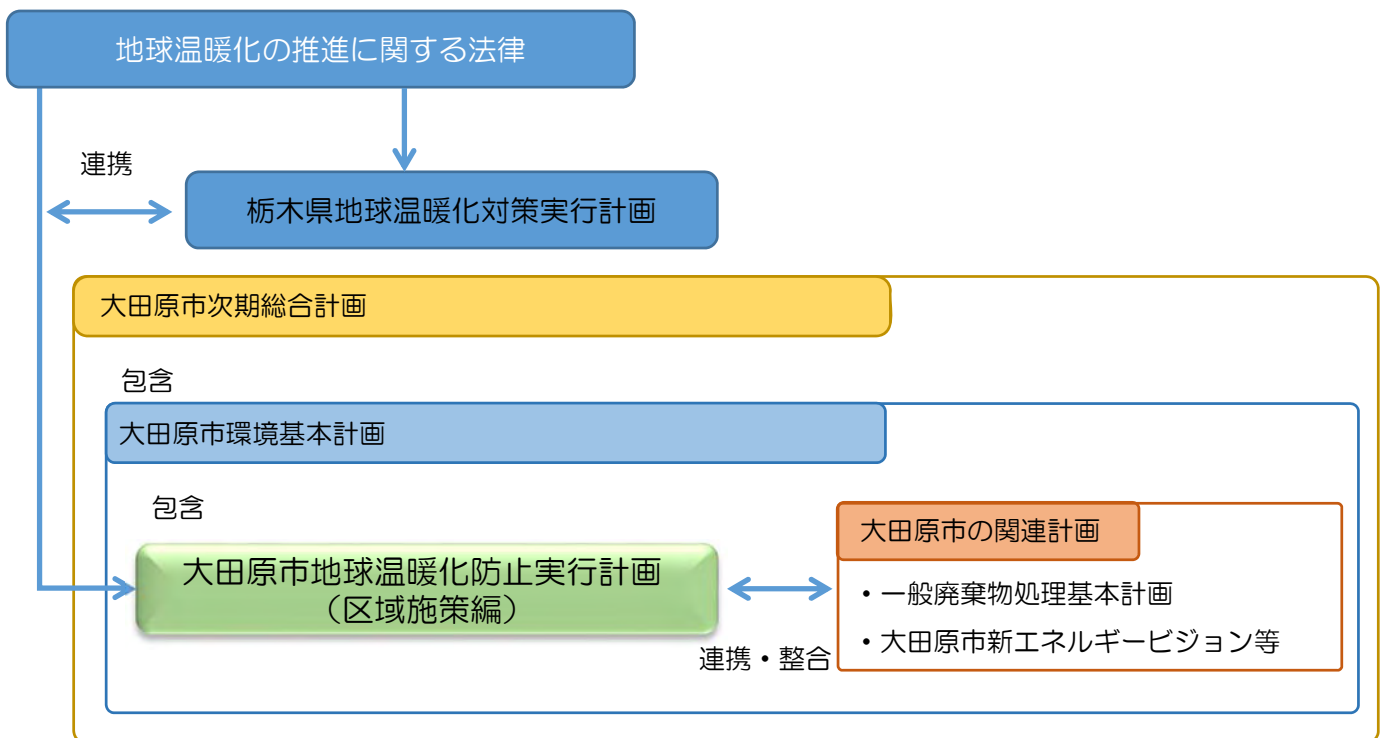 地球温暖化の推進に関する法律
連携
栃木県地球温暖化対策実行計画
大田原市次期総合計画
包含
大田原市環境基本計画
包含
大田原市地球温暖化防止実行計画
（区域施策編）
連携・整合
大田原市の関連計画
・一般廃棄物処理基本計画
・大田原市新エネルギービジョン等